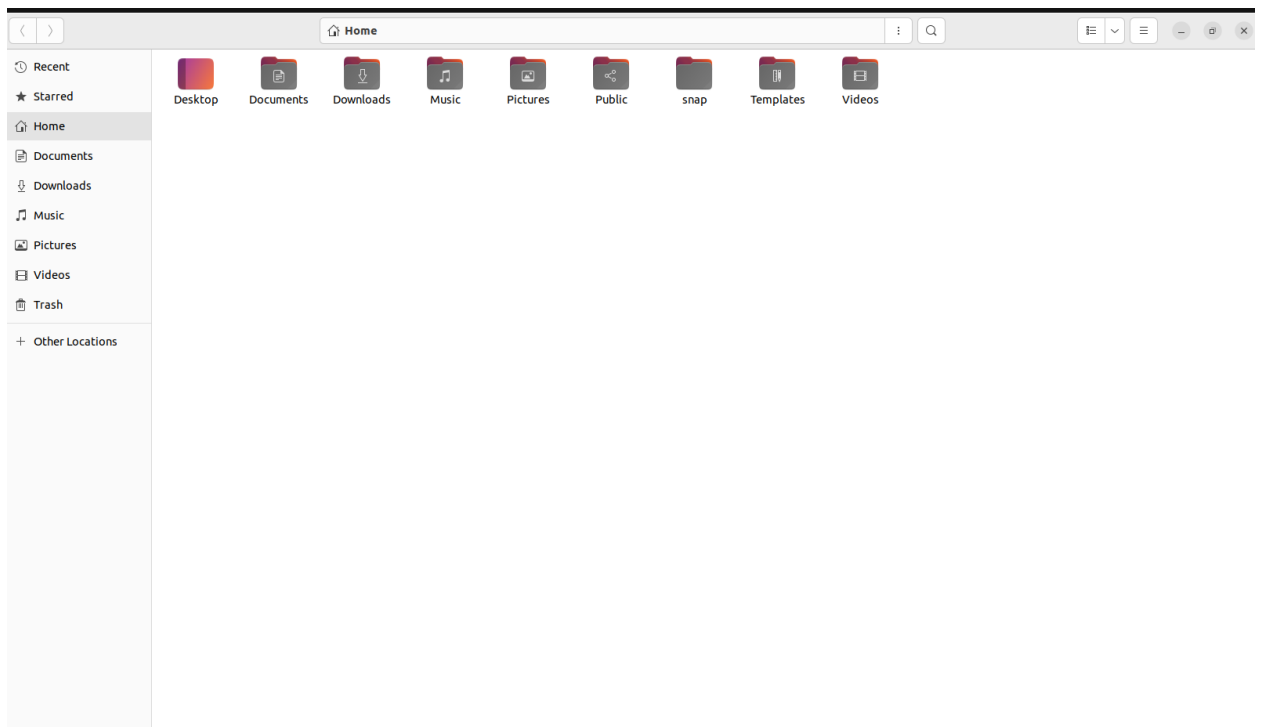 Home
Recent
Starred
Home
Documents
Downloads
Music
Pictures
Videos
Trash
Other Locations
Desktop Documents Downloads Music Pictures Public snap Templates Videos